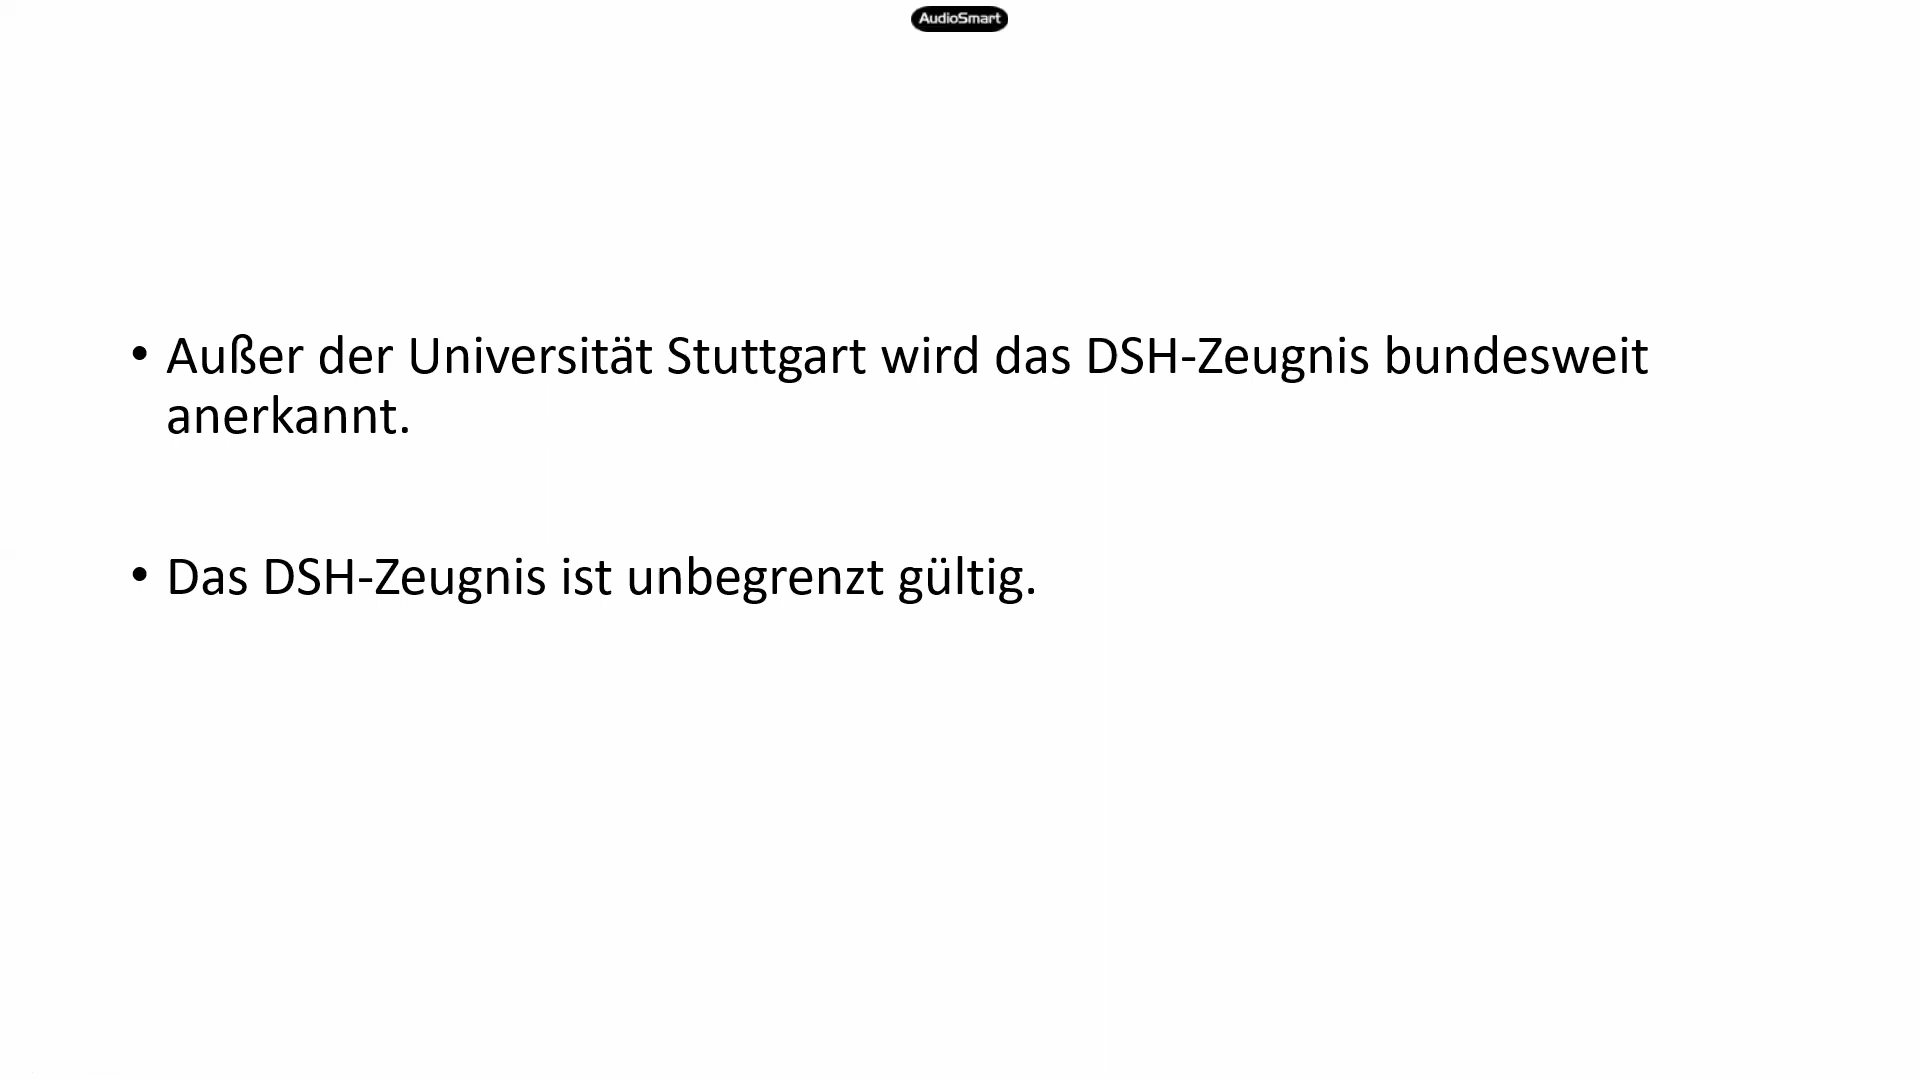 AudioSmart
• Außer der Universität Stuttgart wird das DSH-Zeugnis bundesweit
anerkannt.
• Das DSH-Zeugnis ist unbegrenzt gültig.